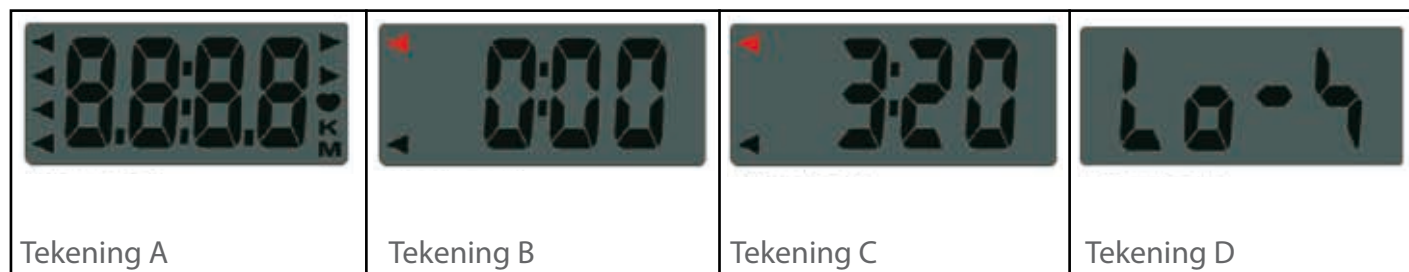 8.8:8.8
K
M
0:00
3:20
Lo-4
Tekening A
Tekening B
Tekening C
Tekening D